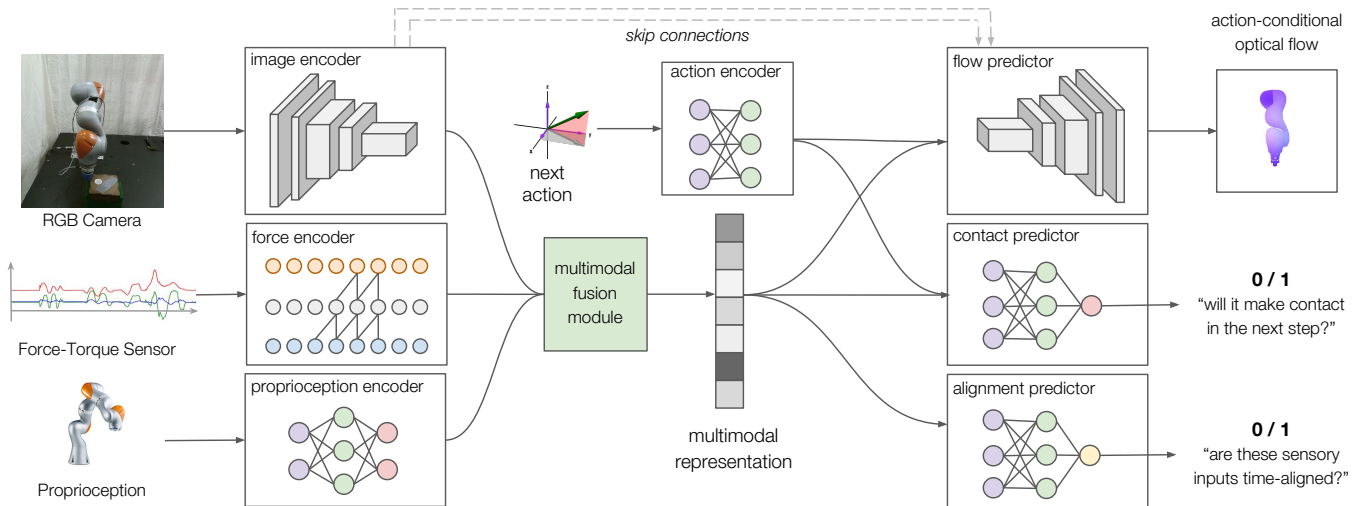 skip connections
action-conditional
optical flow
image encoder
action encoder
flow predictor
z
y
x
next
action
RGB Camera
force encoder
contact predictor
multimodal
fusion
module
0 / 1
“will it make contact
in the next step?”
Force-Torque Sensor
proprioception encoder
alignment predictor
multimodal
representation
0 / 1
“are these sensory
inputs time-aligned?”
Proprioception